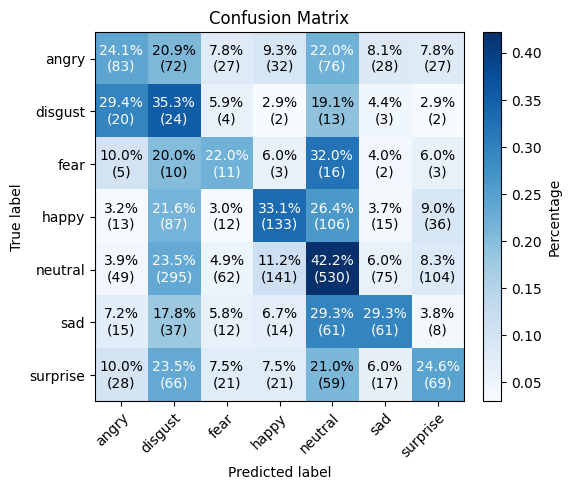 Confusion Matrix
angry 24.1% 20.9% 7.8% 9.3% 22.0% 8.1% 7.8%
(83) (72) (27) (32) (76) (28) (27)
disgust 29.4% 35.3% 5.9% 2.9% 19.1% 4.4% 2.9%
(20) (24) (4) (2) (13) (3) (2)
fear 10.0% 20.0% 22.0% 6.0% 32.0% 4.0% 6.0%
(5) (10) (11) (3) (16) (2) (3)
happy 3.2% 21.6% 3.0% 33.1% 26.4% 3.7% 9.0%
(13) (87) (12) (133) (106) (15) (36)
neutral 3.9% 23.5% 4.9% 11.2% 42.2% 6.0% 8.3%
(49) (295) (62) (141) (530) (75) (104)
sad 7.2% 17.8% 5.8% 6.7% 29.3% 29.3% 3.8%
(15) (37) (12) (14) (61) (61) (8)
surprise 10.0% 23.5% 7.5% 7.5% 21.0% 6.0% 24.6%
(28) (66) (21) (21) (59) (17) (69)
angry disgust fear happy neutral sad surprise
Predicted label
True label
0.40
0.35
0.30
0.25
0.20
0.15
0.10
0.05
Percentage